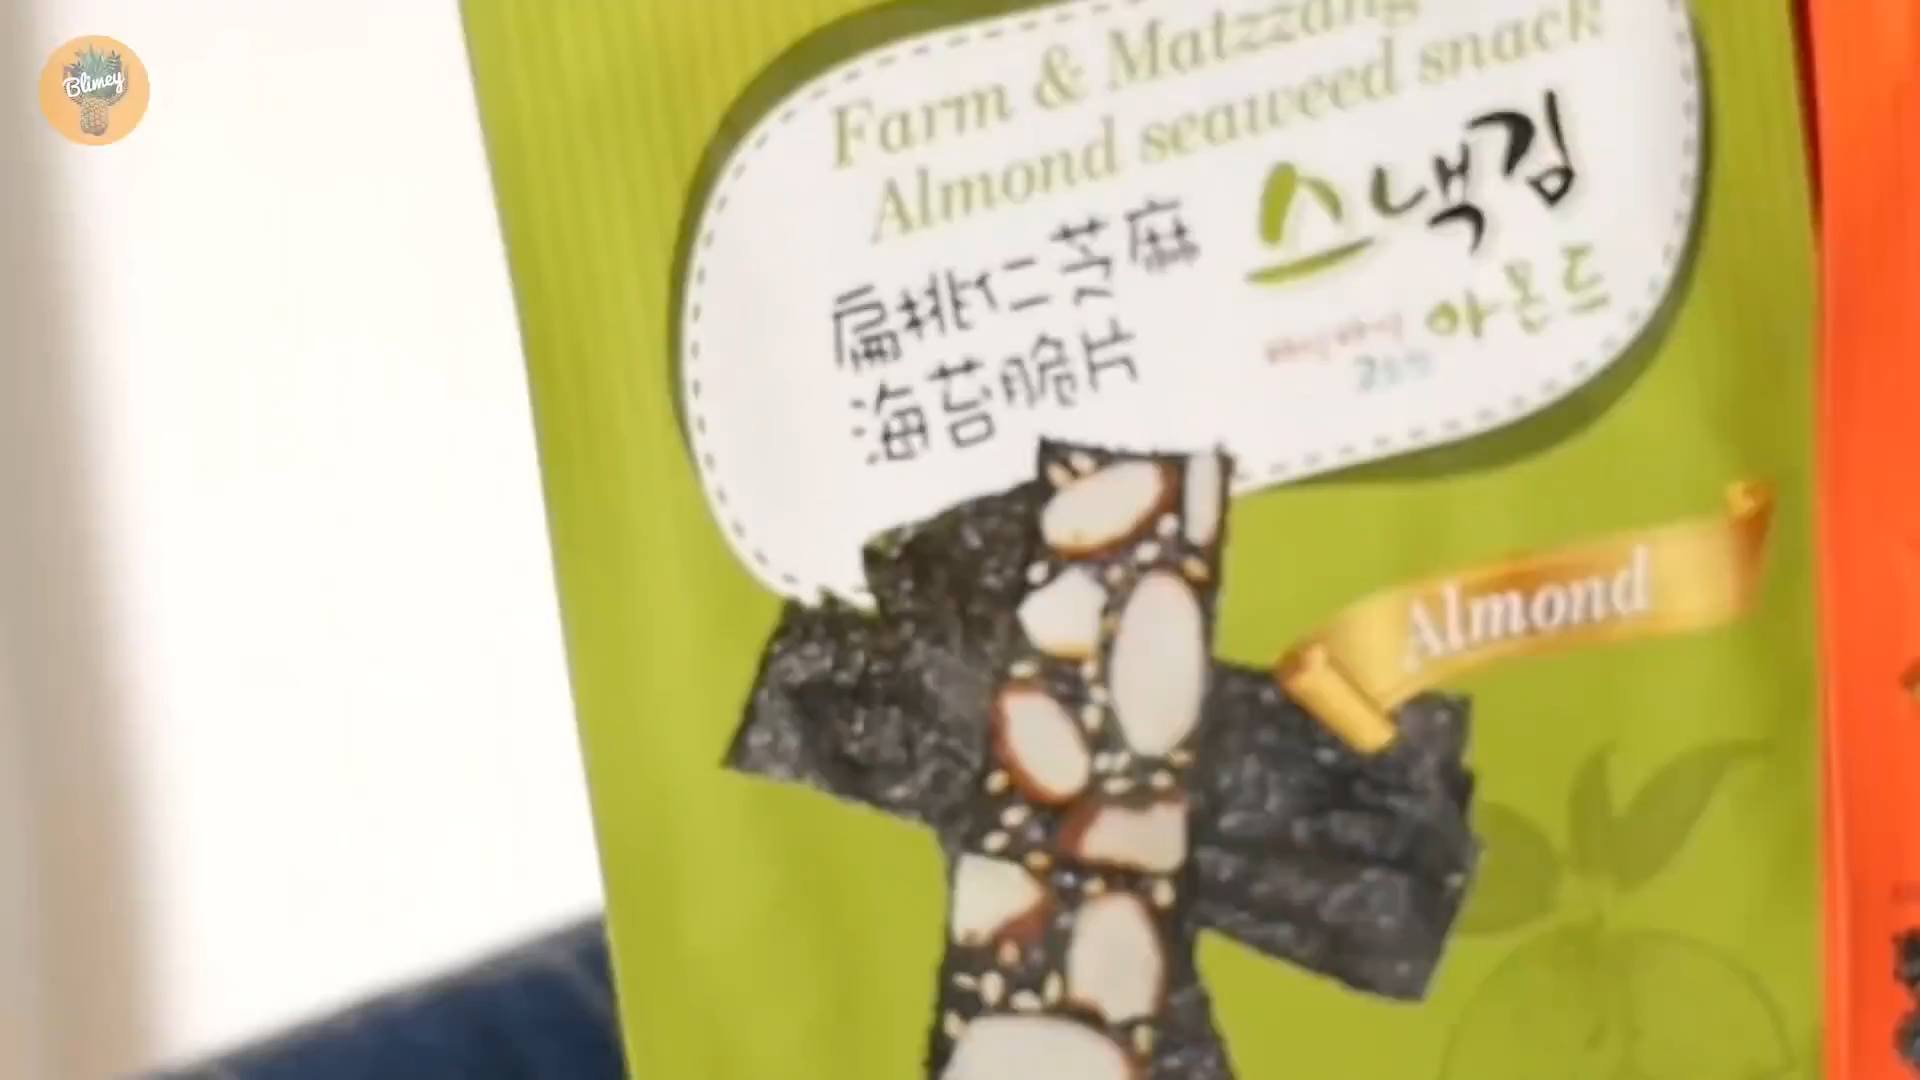 Blimey
Farm & Matzzang
Almond seaweed snack
扁桃仁芝麻
海苔脆片
스낵김
아몬드
Almond